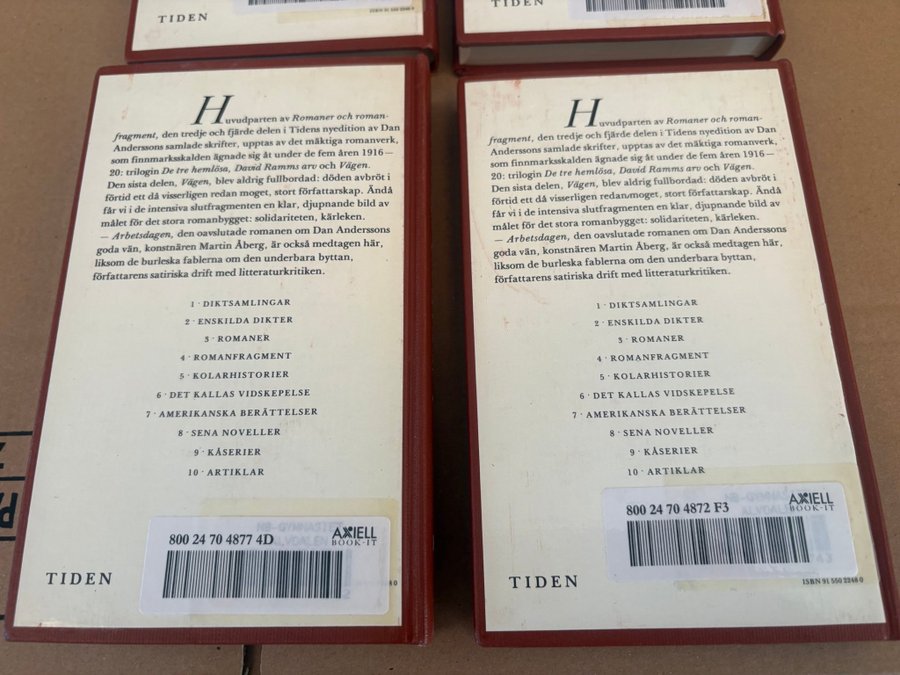 TIDEN
ISBN 91 550 2248 0
TIDEN
Huvudparten av Romaner och roman-
fragment, den tredje och fjärde delen i Tidens nyedition av Dan
Anderssons samlade skrifter, upptas av det mäktiga romanverk,
som finnmarksskalden ägnade sig åt under de fem åren 1916—
20: trilogin De tre hemlösa, David Ramms arv och Vägen.
Den sista delen, Vägen, blev aldrig fullbordad: döden avbröt i
förtid ett då visserligen redan moget, stort författarskap. Ändå
får vi i de intensiva slutfragmenten en klar, djupnande bild av
målet för det stora romanbygget: solidariteten, kärleken.
— Arbetsdagen, den oavslutade romanen om Dan Anderssons
goda vän, konstnären Martin Åberg, är också medtagen här,
liksom de burleska fablerna om den underbara byttan,
författarens satiriska drift med litteraturkritiken.
1 · DIKTSAMLINGAR
2 · ENSKILDA DIKTER
3 · ROMANER
4 · ROMANFRAGMENT
5 · KOLARHISTORIER
6 · DET KALLAS VIDSKEPELSE
7 · AMERIKANSKA BERÄTTELSER
8 · SENA NOVELLER
9 · KÅSERIER
10 · ARTIKLAR
800 24 70 4877 4D
AXIELL
BOOK-IT
TIDEN
Huvudparten av Romaner och roman-
fragment, den tredje och fjärde delen i Tidens nyedition av Dan
Anderssons samlade skrifter, upptas av det mäktiga romanverk,
som finnmarksskalden ägnade sig åt under de fem åren 1916—
20: trilogin De tre hemlösa, David Ramms arv och Vägen.
Den sista delen, Vägen, blev aldrig fullbordad: döden avbröt i
förtid ett då visserligen redan moget, stort författarskap. Ändå
får vi i de intensiva slutfragmenten en klar, djupnande bild av
målet för det stora romanbygget: solidariteten, kärleken.
— Arbetsdagen, den oavslutade romanen om Dan Anderssons
goda vän, konstnären Martin Åberg, är också medtagen här,
liksom de burleska fablerna om den underbara byttan,
författarens satiriska drift med litteraturkritiken.
1 · DIKTSAMLINGAR
2 · ENSKILDA DIKTER
3 · ROMANER
4 · ROMANFRAGMENT
5 · KOLARHISTORIER
6 · DET KALLAS VIDSKEPELSE
7 · AMERIKANSKA BERÄTTELSER
8 · SENA NOVELLER
9 · KÅSERIER
10 · ARTIKLAR
800 24 70 4872 F3
AXIELL
BOOK-IT
TIDEN
ISBN 91 550 2248 0